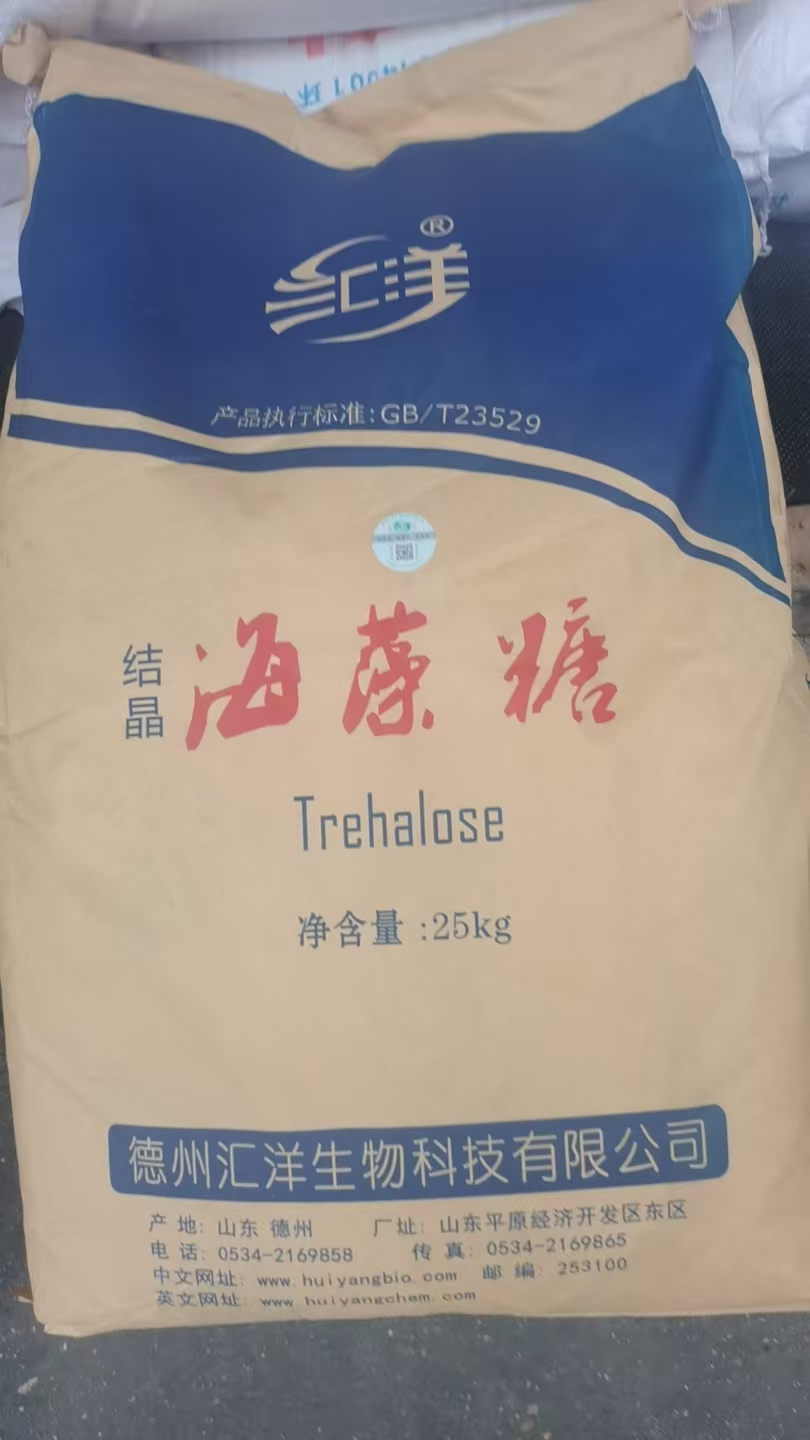 汇洋®
产品执行标准:GB/T23529
结晶
海藻糖
Trehalose
净含量:25kg
德州汇洋生物科技有限公司
产地: 山东 德州 厂址: 山东平原经济开发区东区
电话: 0534-2169858 传真: 0534-2169865
中文网址: www.huiyangbio.com 邮编: 253100
英文网址: www.huiyangchem.com